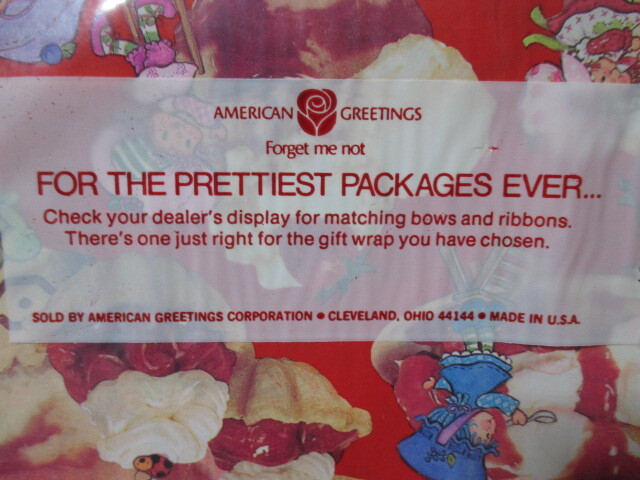 AMERICAN GREETINGS
Forget me not
FOR THE PRETTIEST PACKAGES EVER...
Check your dealer's display for matching bows and ribbons.
There's one just right for the gift wrap you have chosen.
SOLD BY AMERICAN GREETINGS CORPORATION • CLEVELAND, OHIO 44144 • MADE IN U.S.A.